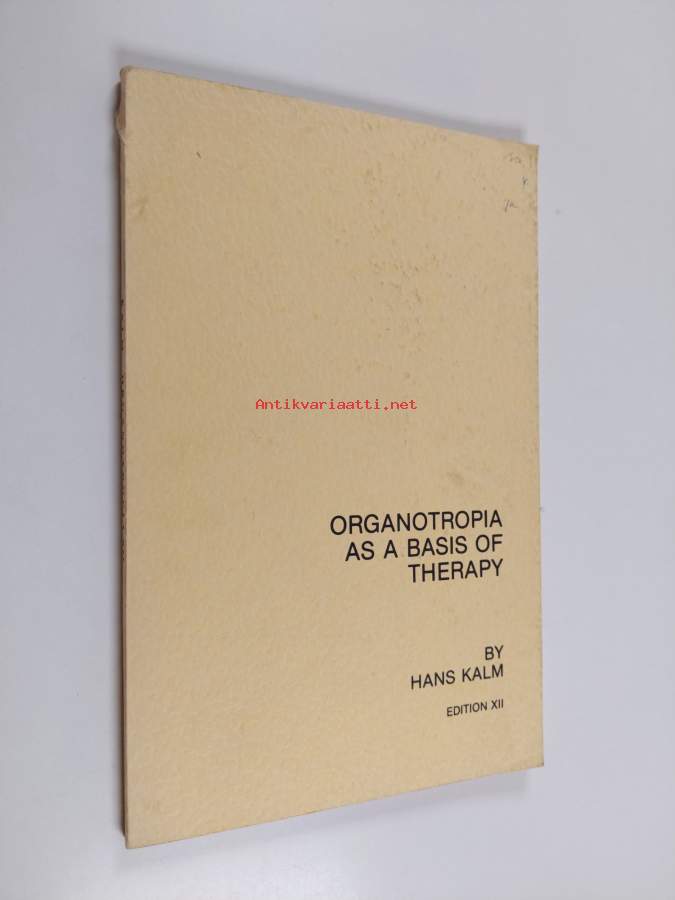 Antikvariaatti.net
ORGANOTROPIA
AS A BASIS OF
THERAPY
BY
HANS KALM
EDITION XII